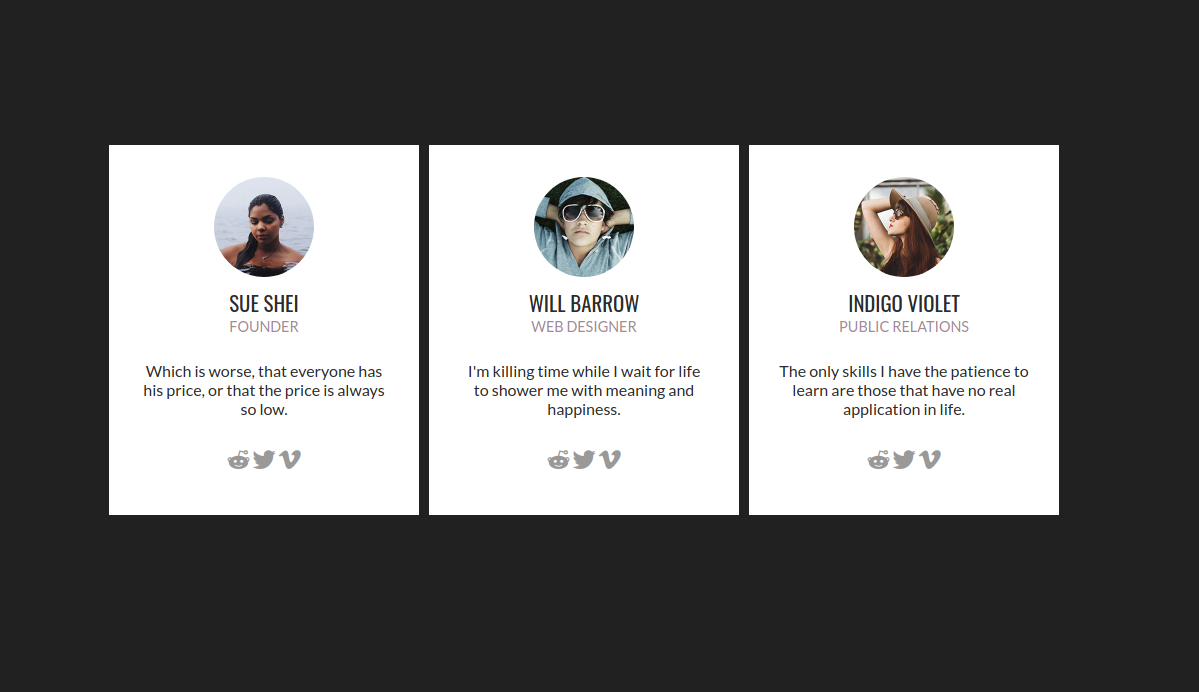 SUE SHEI
FOUNDER
Which is worse, that everyone has
his price, or that the price is always
so low.
WILL BARROW
WEB DESIGNER
I'm killing time while I wait for life
to shower me with meaning and
happiness.
INDIGO VIOLET
PUBLIC RELATIONS
The only skills I have the patience to
learn are those that have no real
application in life.